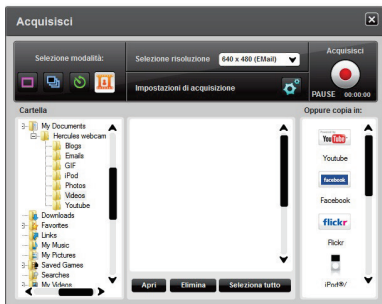 Acquisisci
Selezione modalità:
Selezione risoluzione
640 x 480 (EMail)
Acquisisci
Impostazioni di acquisizione
PAUSE 00:00:00
Cartella
Oppure copia in:
My Documents
Hercules webcam
Blogs
Emails
GIF
iPod
Photos
Videos
Youtube
Downloads
Favorites
Links
My Music
My Pictures
Saved Games
Searches
My Videos
You Tube
Youtube
facebook
Facebook
flickr
Flickr
iPod®/
Apri
Elimina
Seleziona tutto